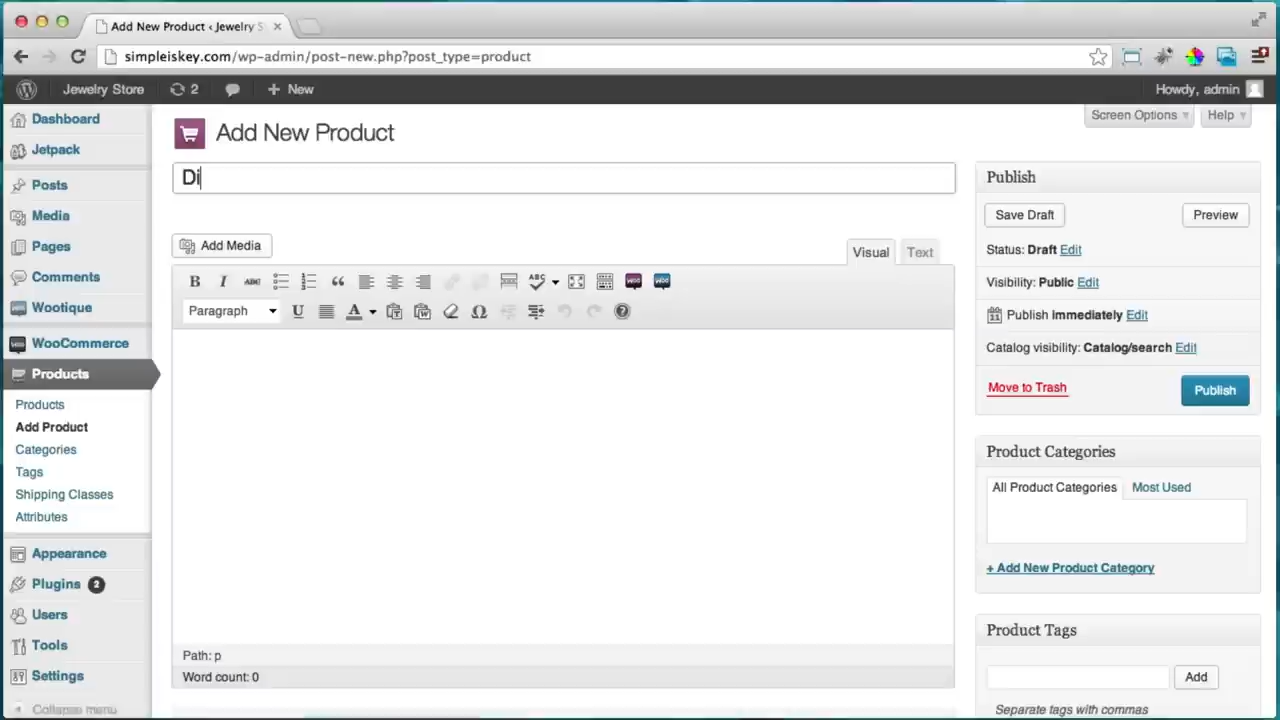 Add New Product ‹ Jewelry S
simpleiskey.com/wp-admin/post-new.php?post_type=product
Jewelry Store
2
New
Howdy, admin
Dashboard
Jetpack
Posts
Media
Pages
Comments
Wootique
WooCommerce
Products
Products
Add Product
Categories
Tags
Shipping Classes
Attributes
Appearance
Plugins 2
Users
Tools
Settings
Collapse menu
Screen Options
Help
Add New Product
Di
Add Media
Visual
Text
B I ABC
ABC
Paragraph
U
A
Path: p
Word count: 0
Publish
Save Draft
Preview
Status: Draft Edit
Visibility: Public Edit
Publish immediately Edit
Catalog visibility: Catalog/search Edit
Move to Trash
Publish
Product Categories
All Product Categories
Most Used
+ Add New Product Category
Product Tags
Add
Separate tags with commas